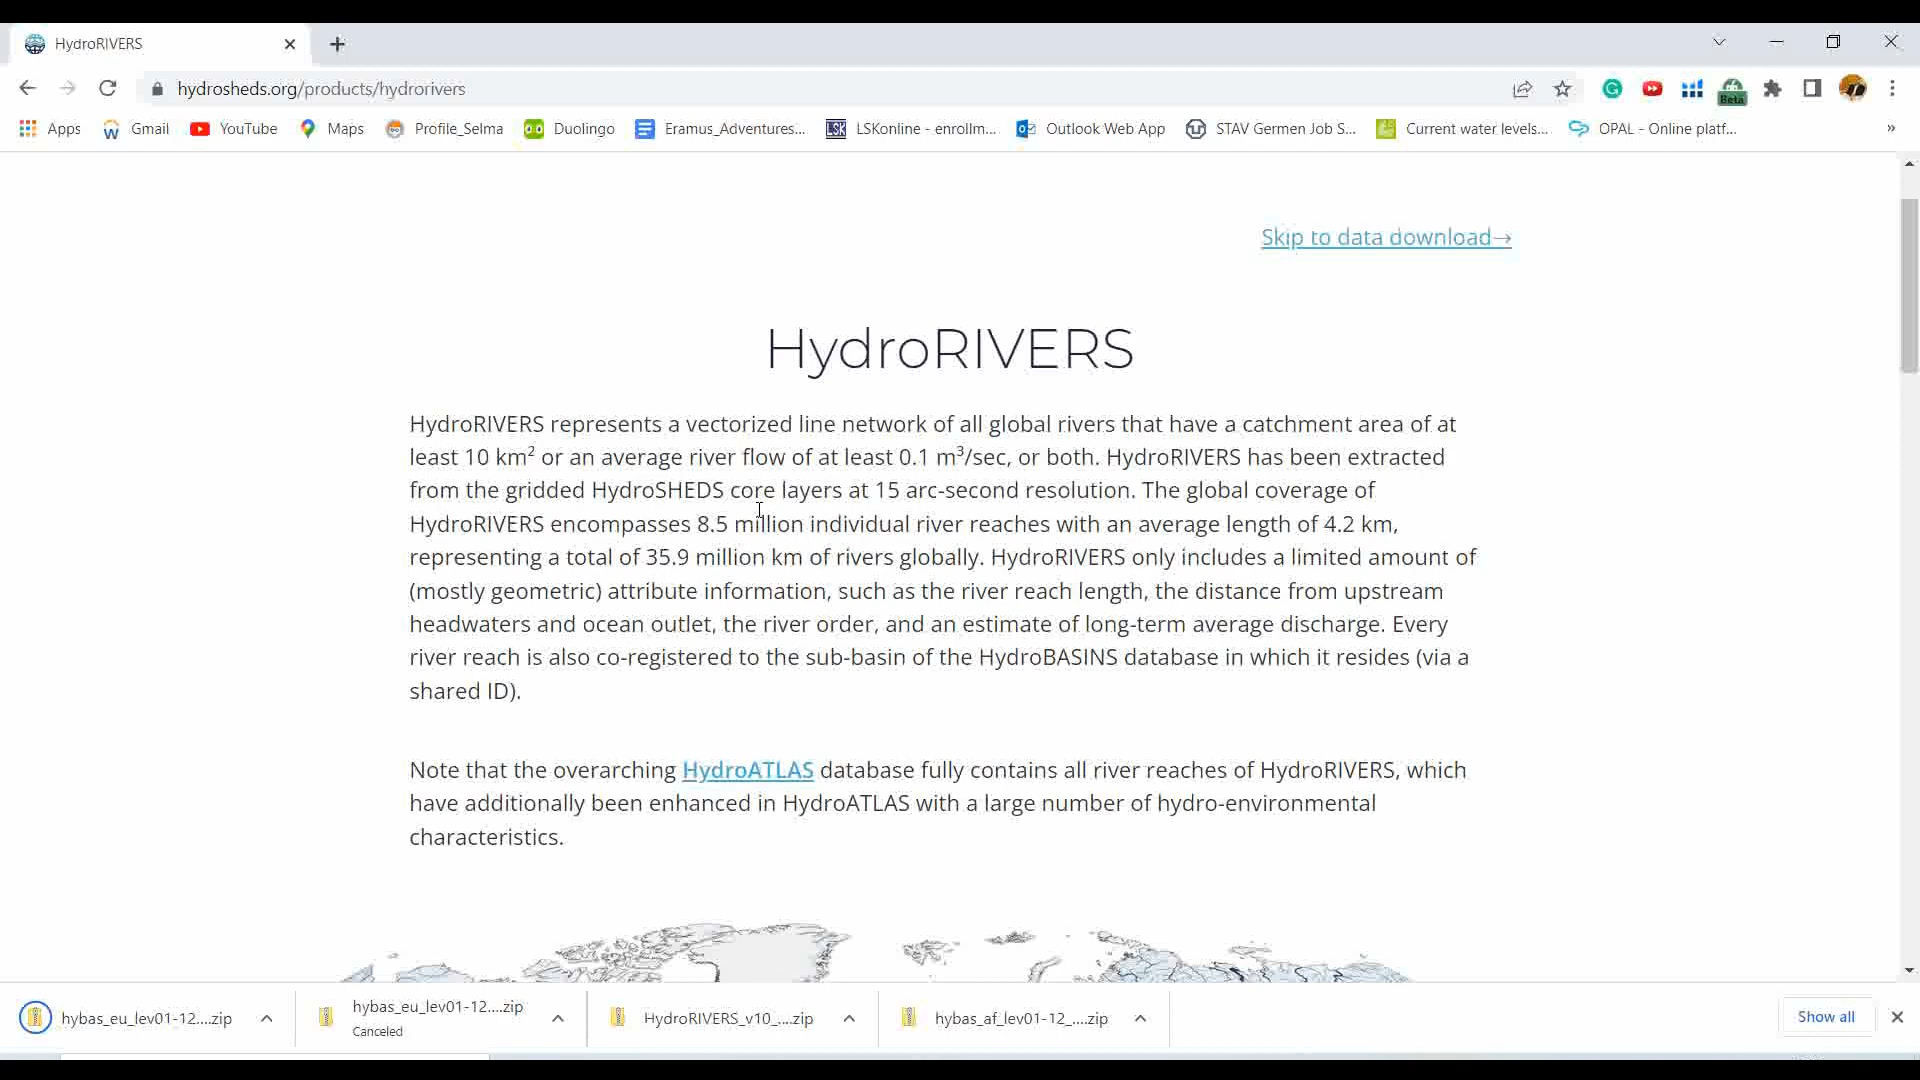 HydroRIVERS
hydrosheds.org/products/hydrorivers
Beta
Apps
Gmail
YouTube
Maps
Profile_Selma
Duolingo
Eramus_Adventures...
LSK
LSKonline - enrollm...
Outlook Web App
STAV Germen Job S...
Current water levels...
OPAL - Online platf...
»
Skip to data download→
HydroRIVERS
HydroRIVERS represents a vectorized line network of all global rivers that have a catchment area of at
least 10 km² or an average river flow of at least 0.1 m³/sec, or both. HydroRIVERS has been extracted
from the gridded HydroSHEDS core layers at 15 arc-second resolution. The global coverage of
HydroRIVERS encompasses 8.5 million individual river reaches with an average length of 4.2 km,
representing a total of 35.9 million km of rivers globally. HydroRIVERS only includes a limited amount of
(mostly geometric) attribute information, such as the river reach length, the distance from upstream
headwaters and ocean outlet, the river order, and an estimate of long-term average discharge. Every
river reach is also co-registered to the sub-basin of the HydroBASINS database in which it resides (via a
shared ID).
Note that the overarching HydroATLAS database fully contains all river reaches of HydroRIVERS, which
have additionally been enhanced in HydroATLAS with a large number of hydro-environmental
characteristics.
hybas_eu_lev01-12....zip
hybas_eu_lev01-12....zip
Canceled
HydroRIVERS_v10_....zip
hybas_af_lev01-12_....zip
Show all